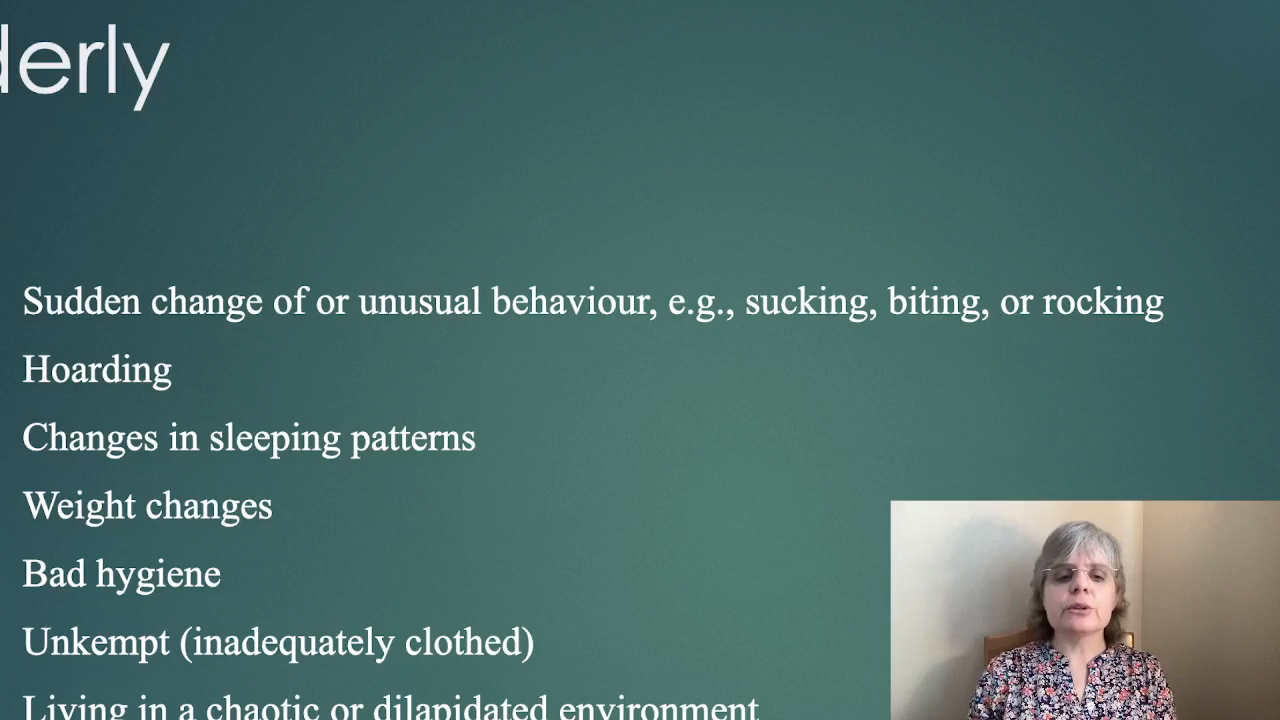 derly
Sudden change of or unusual behaviour, e.g., sucking, biting, or rocking
Hoarding
Changes in sleeping patterns
Weight changes
Bad hygiene
Unkempt (inadequately clothed)
Living in a chaotic or dilapidated environment